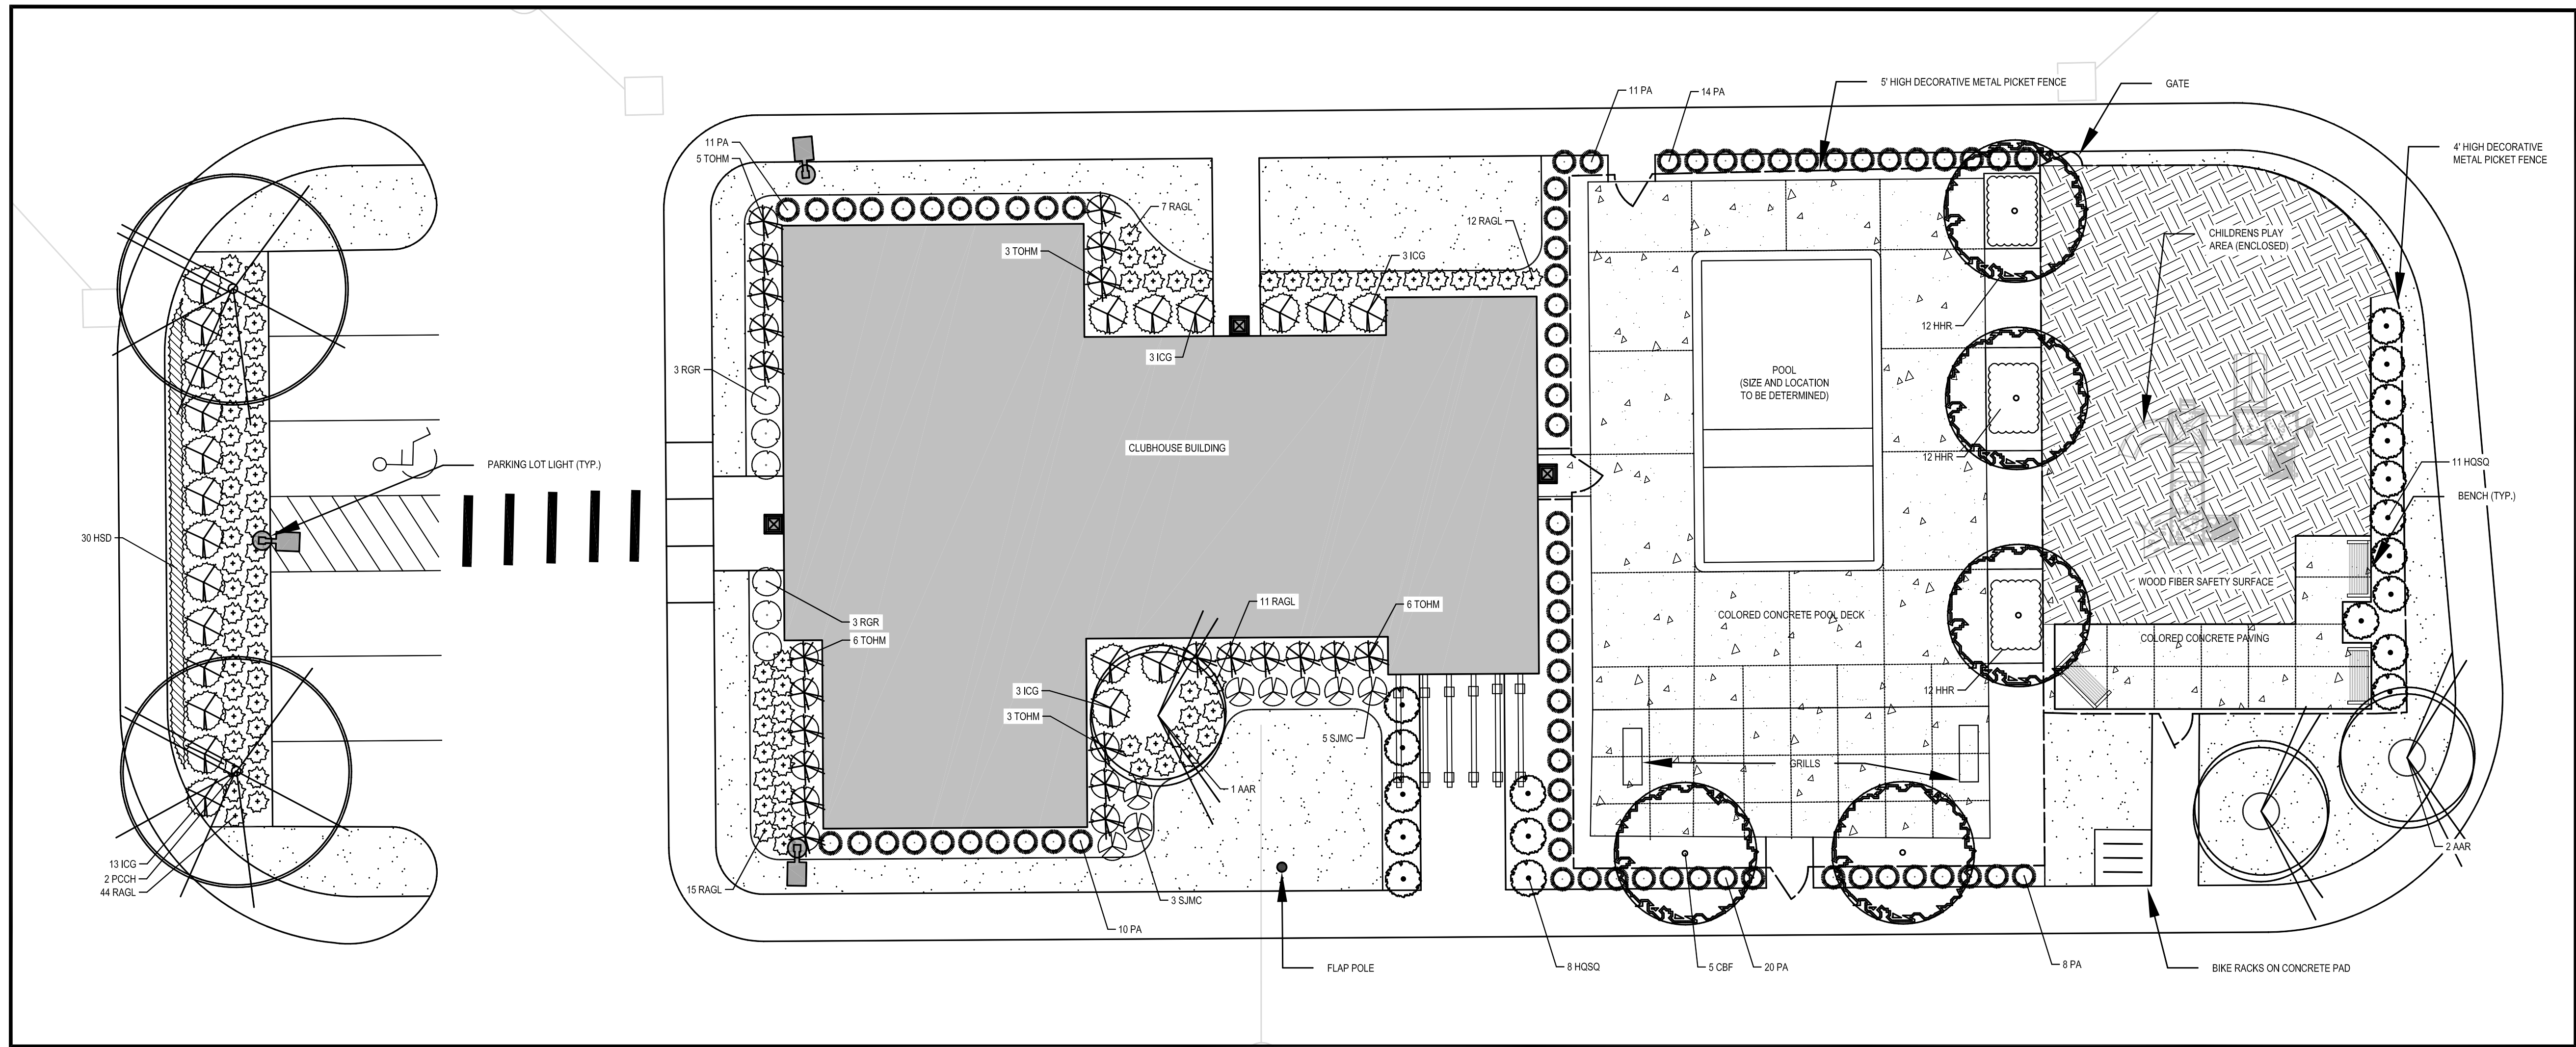 11 PA
14 PA
5' HIGH DECORATIVE METAL PICKET FENCE
GATE
11 PA
5 TOHM
4' HIGH DECORATIVE
METAL PICKET FENCE
7 RAGL
12 RAGL
3 TOHM
3 ICG
CHILDRENS PLAY
AREA (ENCLOSED)
12 HHR
3 ICG
3 RGR
POOL
(SIZE AND LOCATION
TO BE DETERMINED)
CLUBHOUSE BUILDING
12 HHR
PARKING LOT LIGHT (TYP.)
11 HQSQ
BENCH (TYP.)
30 HSD
WOOD FIBER SAFETY SURFACE
11 RAGL
6 TOHM
COLORED CONCRETE POOL DECK
3 RGR
6 TOHM
COLORED CONCRETE PAVING
3 ICG
12 HHR
3 TOHM
5 SJMC
GRILLS
1 AAR
2 AAR
13 ICG
2 PCCH
44 RAGL
15 RAGL
3 SJMC
10 PA
FLAP POLE
8 HQSQ
5 CBF
20 PA
8 PA
BIKE RACKS ON CONCRETE PAD